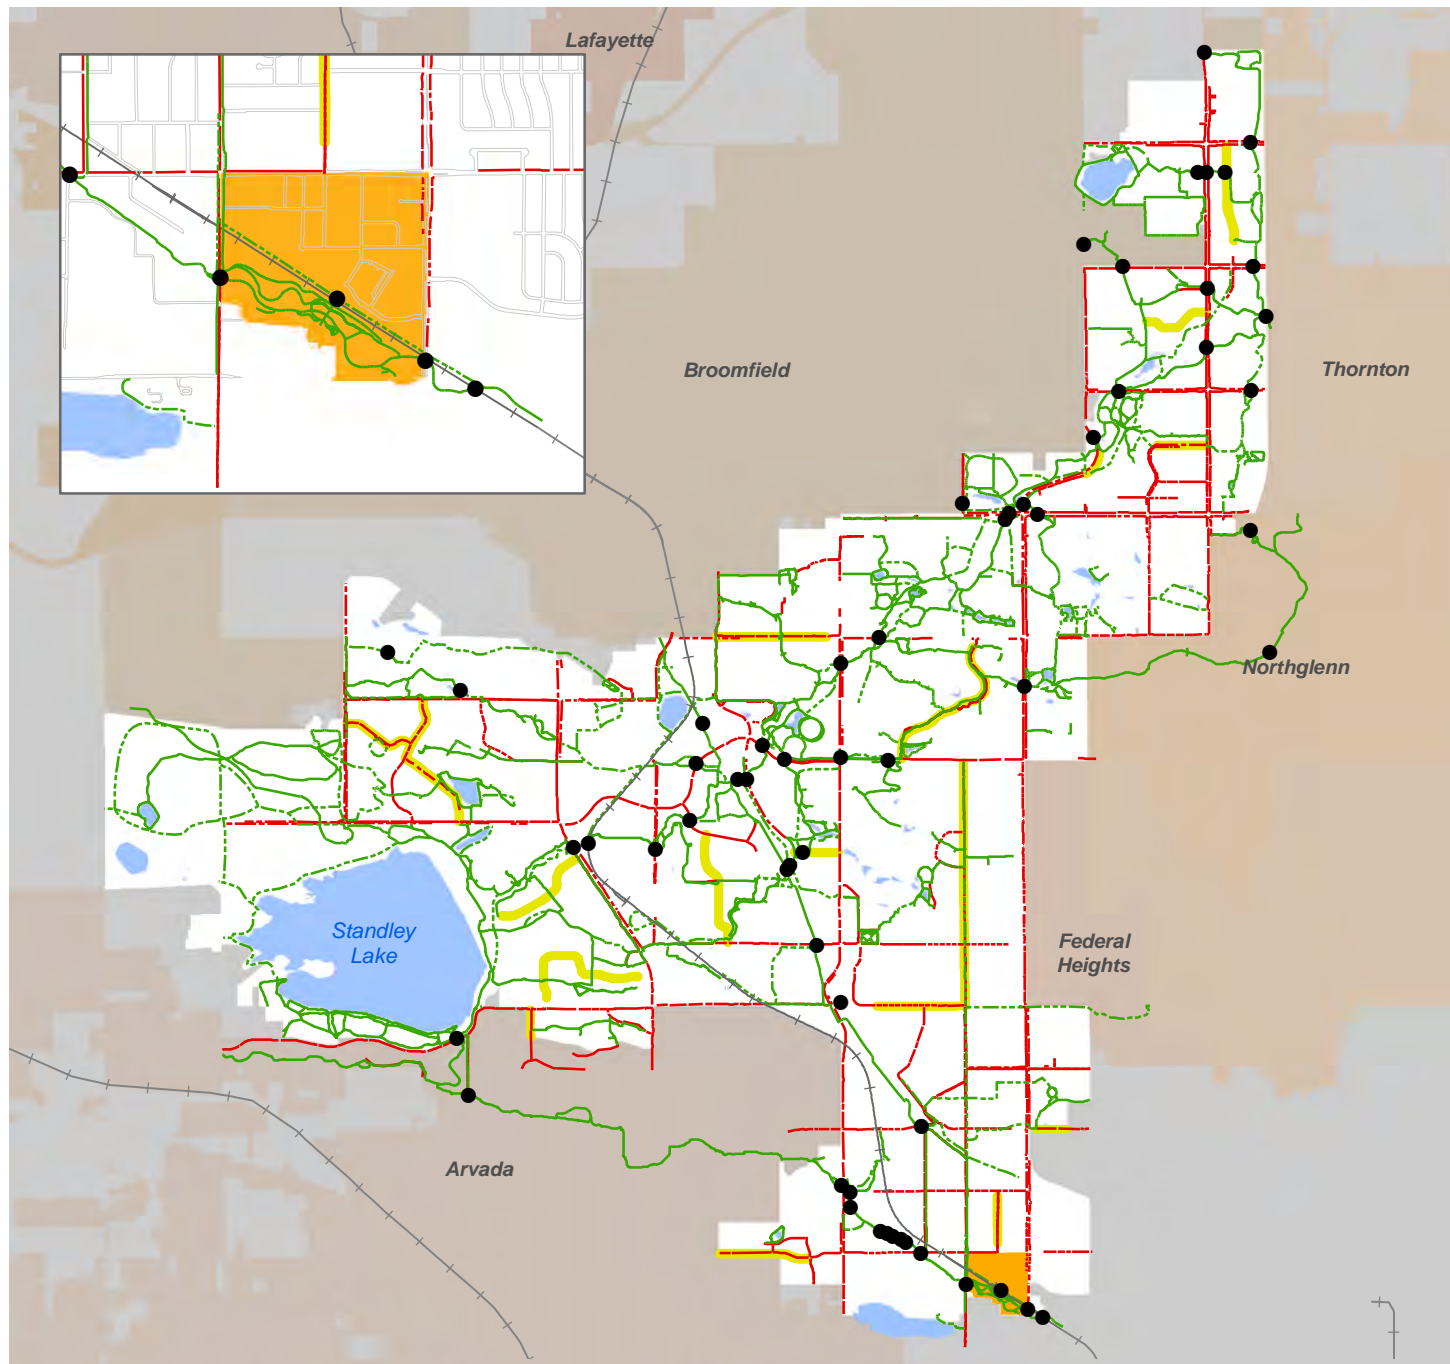 Lafayette
Broomfield
Thornton
Northglenn
Standley
Lake
Federal
Heights
Arvada